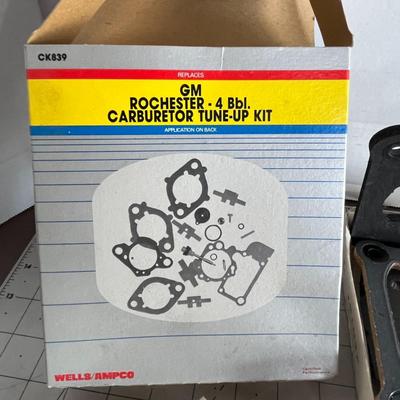 CK839
REPLACES
GM
ROCHESTER - 4 Bbl.
CARBURETOR TUNE-UP KIT
APPLICATION ON BACK
WELLS/AMPCO